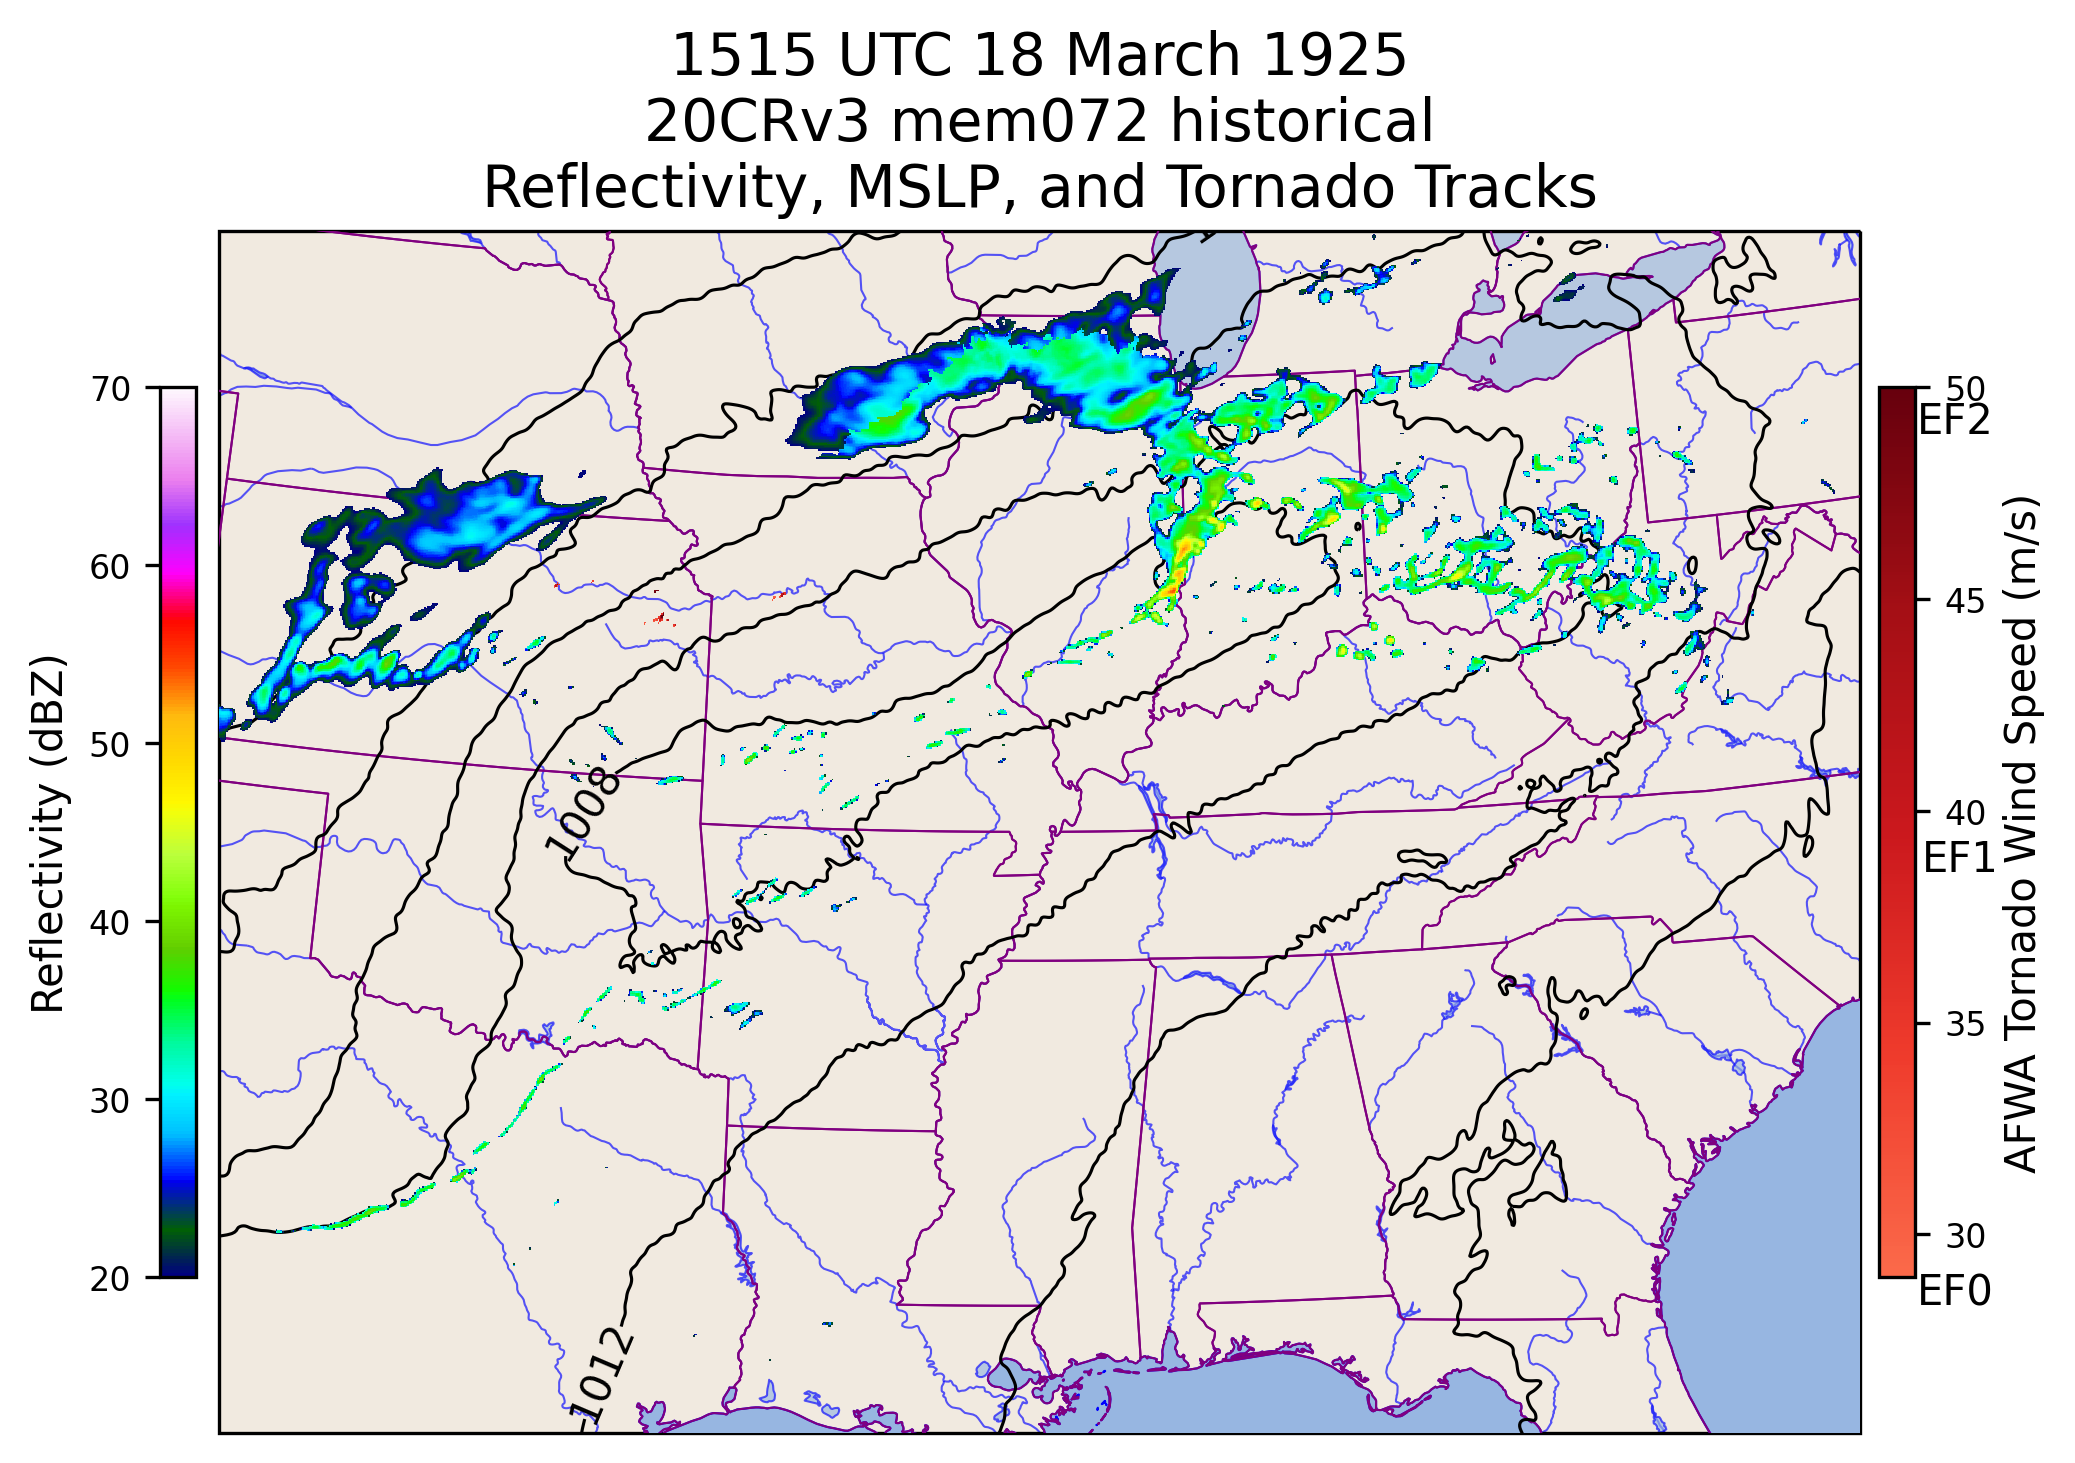 1515 UTC 18 March 1925
20CRv3 mem072 historical
Reflectivity, MSLP, and Tornado Tracks
70
60
50
40
30
20
Reflectivity (dBZ)
1008
1012
50
EF2
45
40
EF1
35
30
EF0
AFWA Tornado Wind Speed (m/s)